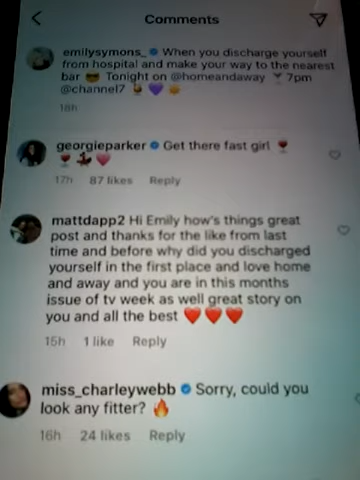 Comments
emilysymons_ When you discharge yourself
from hospital and make your way to the nearest
bar 😎 Tonight on @homeandaway 🍸 7pm
@channel7 💜
18h
georgieparker Get there fast girl 🍷
🍷 💃 💗
17h 87 likes Reply
mattdapp2 Hi Emily how's things great
post and thanks for the like from last
time and before why did you discharged
yourself in the first place and love home
and away and you are in this months
issue of tv week as well great story on
you and all the best ❤️❤️❤️
15h 1 like Reply
miss_charleywebb Sorry, could you
look any fitter? 🔥
16h 24 likes Reply